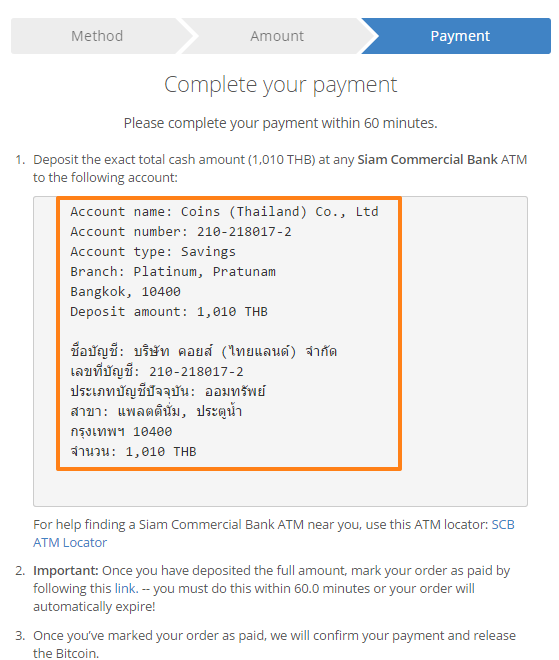 Method
Amount
Payment
Complete your payment
Please complete your payment within 60 minutes.
1. Deposit the exact total cash amount (1,010 THB) at any Siam Commercial Bank ATM
to the following account:
Account name: Coins (Thailand) Co., Ltd
Account number: 210-218017-2
Account type: Savings
Branch: Platinum, Pratunam
Bangkok, 10400
Deposit amount: 1,010 THB
ชื่อบัญชี: บริษัท คอยส์ (ไทยแลนด์) จำกัด
เลขที่บัญชี: 210-218017-2
ประเภทบัญชีปัจจุบัน: ออมทรัพย์
สาขา: แพลตตินั่ม, ประตูน้ำ
กรุงเทพฯ 10400
จำนวน: 1,010 THB
For help finding a Siam Commercial Bank ATM near you, use this ATM locator: SCB
ATM Locator
2. Important: Once you have deposited the full amount, mark your order as paid by
following this link. -- you must do this within 60.0 minutes or your order will
automatically expire!
3. Once you’ve marked your order as paid, we will confirm your payment and release
the Bitcoin.